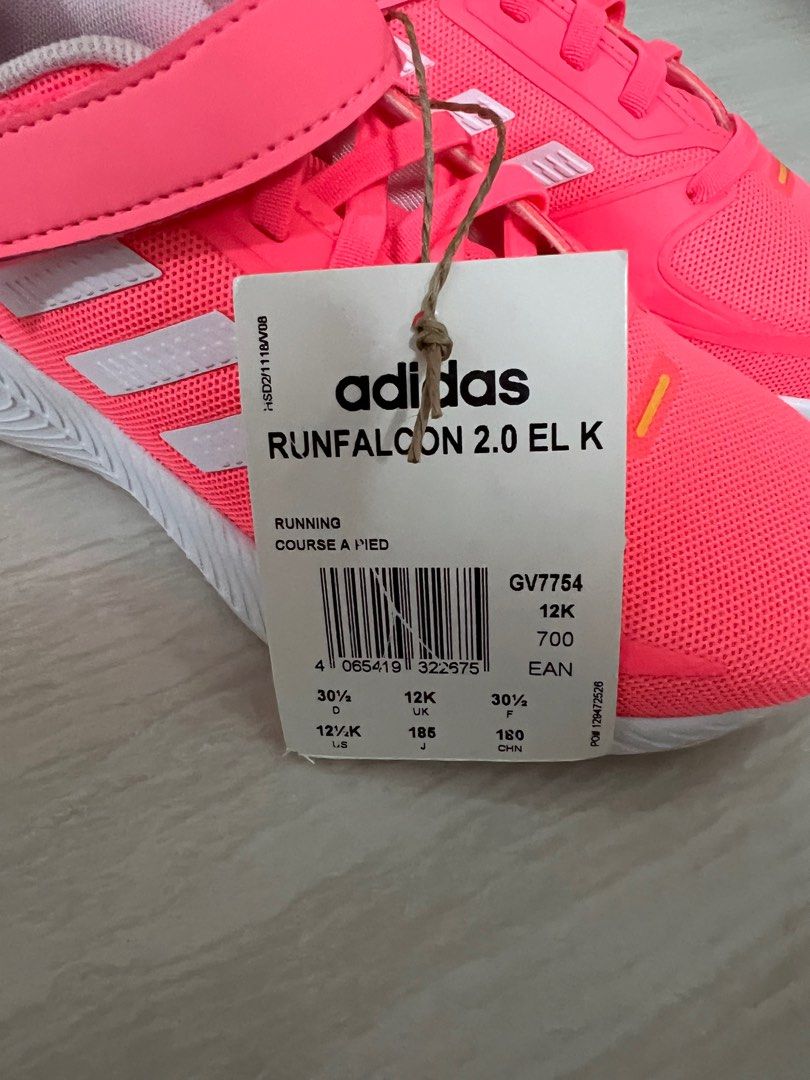 HSD2/1118/V08
adidas
RUNFALCON 2.0 EL K
RUNNING
COURSE A PIED
GV7754
12K
700
EAN
4 065419 322675
30½ 12K 30½
D UK F
12½K 185 180
US J CHN
PO# 129472526